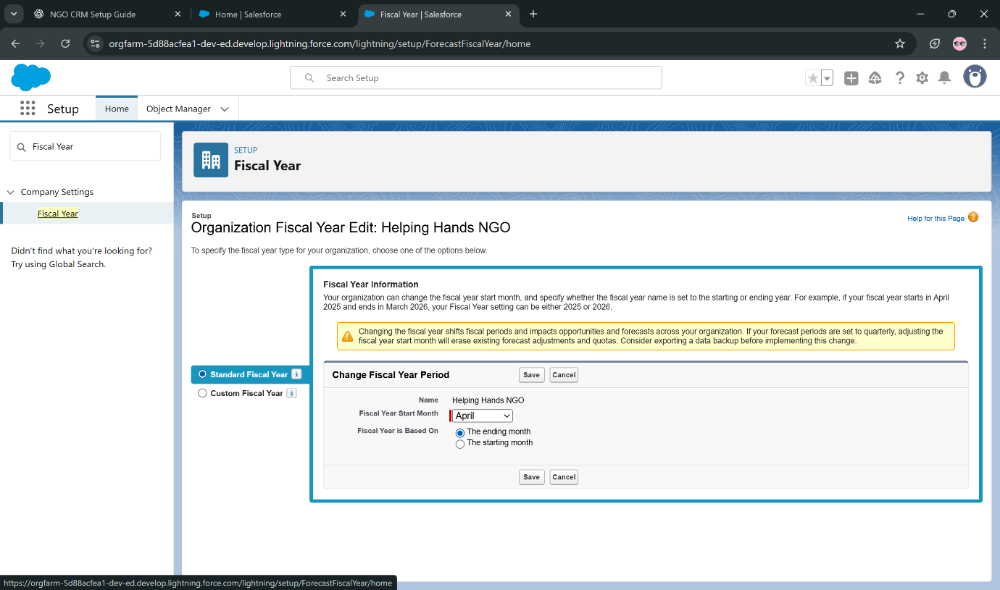 NGO CRM Setup Guide
Home | Salesforce
Fiscal Year | Salesforce
orgfarm-5d88acfea1-dev-ed.develop.lightning.force.com/lightning/setup/ForecastFiscalYear/home
Search Setup
Setup
Home
Object Manager
Fiscal Year
Company Settings
Fiscal Year
Didn't find what you're looking for?
Try using Global Search.
SETUP
Fiscal Year
Setup
Organization Fiscal Year Edit: Helping Hands NGO
Help for this Page ?
To specify the fiscal year type for your organization, choose one of the options below.
Standard Fiscal Year i
Custom Fiscal Year i
Fiscal Year Information
Your organization can change the fiscal year start month, and specify whether the fiscal year name is set to the starting or ending year. For example, if your fiscal year starts in April
2025 and ends in March 2026, your Fiscal Year setting can be either 2025 or 2026.
Changing the fiscal year shifts fiscal periods and impacts opportunities and forecasts across your organization. If your forecast periods are set to quarterly, adjusting the
fiscal year start month will erase existing forecast adjustments and quotas. Consider exporting a data backup before implementing this change.
Change Fiscal Year Period Save Cancel
Name Helping Hands NGO
Fiscal Year Start Month April
Fiscal Year is Based On The ending month
The starting month
Save Cancel
https://orgfarm-5d88acfea1-dev-ed.develop.lightning.force.com/lightning/setup/ForecastFiscalYear/home